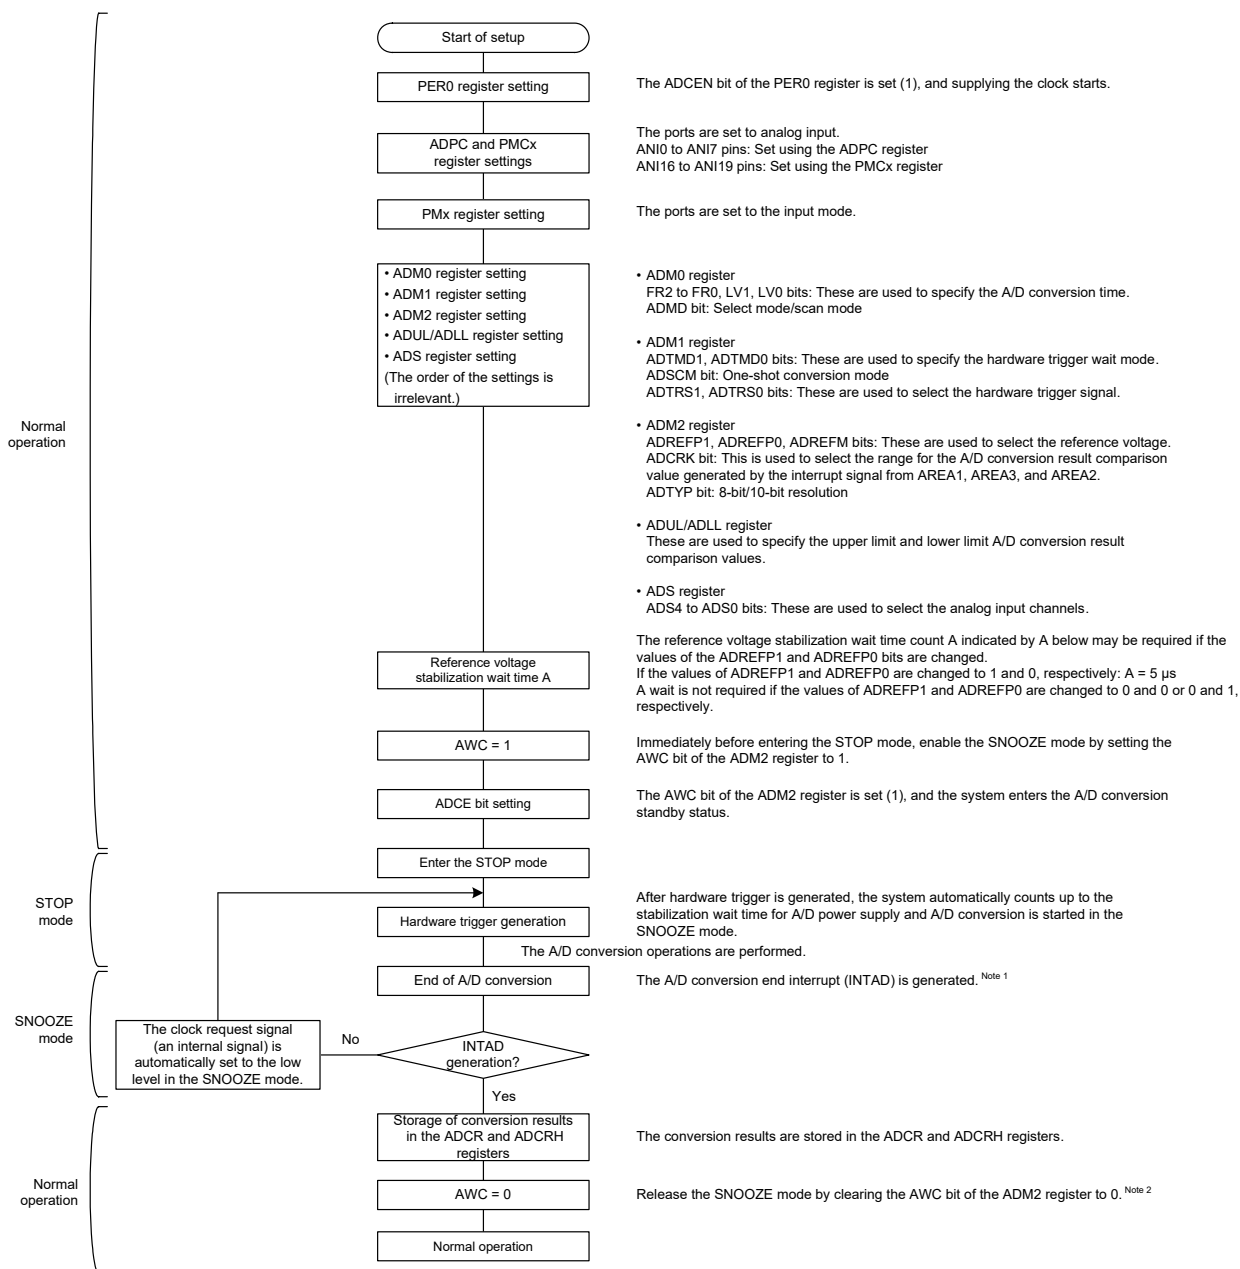 Start of setup
PER0 register setting
The ADCEN bit of the PER0 register is set (1), and supplying the clock starts.
ADPC and PMCx
register settings
The ports are set to analog input.
ANI0 to ANI7 pins: Set using the ADPC register
ANI16 to ANI19 pins: Set using the PMCx register
PMx register setting
The ports are set to the input mode.
• ADM0 register setting
• ADM1 register setting
• ADM2 register setting
• ADUL/ADLL register setting
• ADS register setting
(The order of the settings is
irrelevant.)
• ADM0 register
FR2 to FR0, LV1, LV0 bits: These are used to specify the A/D conversion time.
ADMD bit: Select mode/scan mode
• ADM1 register
ADTMD1, ADTMD0 bits: These are used to specify the hardware trigger wait mode.
ADSCM bit: One-shot conversion mode
ADTRS1, ADTRS0 bits: These are used to select the hardware trigger signal.
Normal
operation
• ADM2 register
ADREFP1, ADREFP0, ADREFM bits: These are used to select the reference voltage.
ADCRK bit: This is used to select the range for the A/D conversion result comparison
value generated by the interrupt signal from AREA1, AREA3, and AREA2.
ADTYP bit: 8-bit/10-bit resolution
• ADUL/ADLL register
These are used to specify the upper limit and lower limit A/D conversion result
comparison values.
• ADS register
ADS4 to ADS0 bits: These are used to select the analog input channels.
Reference voltage
stabilization wait time A
The reference voltage stabilization wait time count A indicated by A below may be required if the
values of the ADREFP1 and ADREFP0 bits are changed.
If the values of ADREFP1 and ADREFP0 are changed to 1 and 0, respectively: A = 5 μs
A wait is not required if the values of ADREFP1 and ADREFP0 are changed to 0 and 0 or 0 and 1,
respectively.
AWC = 1
Immediately before entering the STOP mode, enable the SNOOZE mode by setting the
AWC bit of the ADM2 register to 1.
ADCE bit setting
The AWC bit of the ADM2 register is set (1), and the system enters the A/D conversion
standby status.
Enter the STOP mode
STOP
mode
Hardware trigger generation
After hardware trigger is generated, the system automatically counts up to the
stabilization wait time for A/D power supply and A/D conversion is started in the
SNOOZE mode.
The A/D conversion operations are performed.
End of A/D conversion
The A/D conversion end interrupt (INTAD) is generated. Note 1
SNOOZE
mode
The clock request signal
(an internal signal) is
automatically set to the low
level in the SNOOZE mode.
No
INTAD
generation?
Yes
Storage of conversion results
in the ADCR and ADCRH
registers
The conversion results are stored in the ADCR and ADCRH registers.
Normal
operation
AWC = 0
Release the SNOOZE mode by clearing the AWC bit of the ADM2 register to 0. Note 2
Normal operation